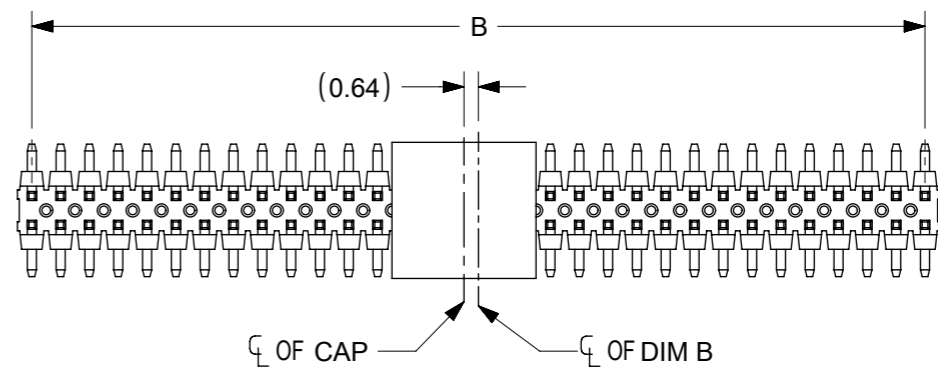 B
(0.64)
℄ OF CAP
℄ OF DIM B